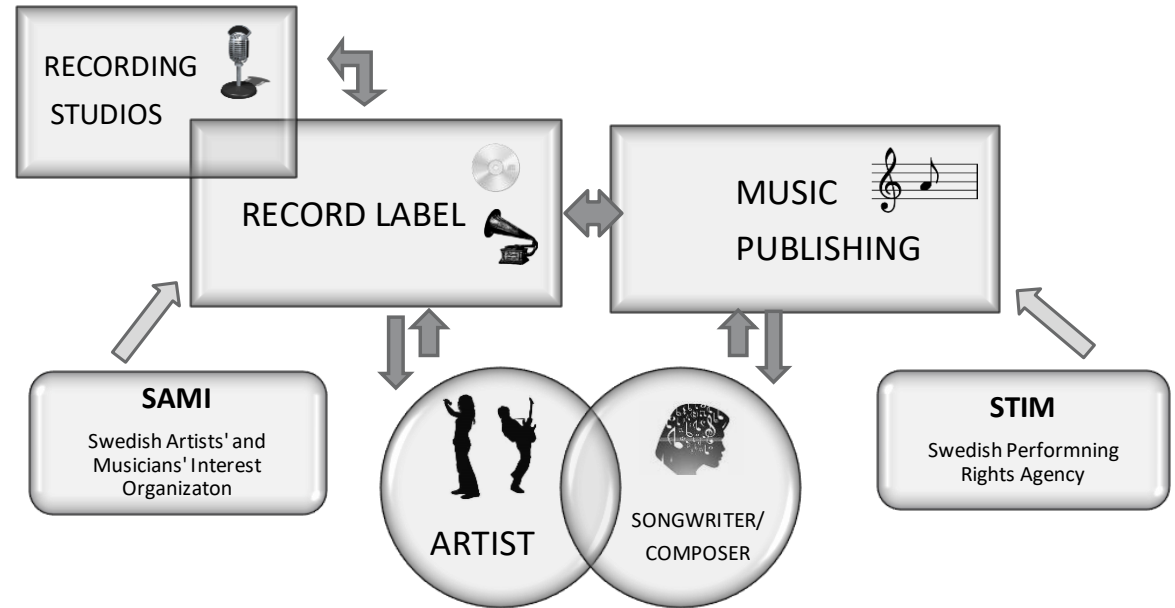 RECORDING
STUDIOS
RECORD LABEL
MUSIC
PUBLISHING
SAMI
Swedish Artists' and
Musicians' Interest
Organizaton
ARTIST
SONGWRITER/
COMPOSER
STIM
Swedish Performning
Rights Agency